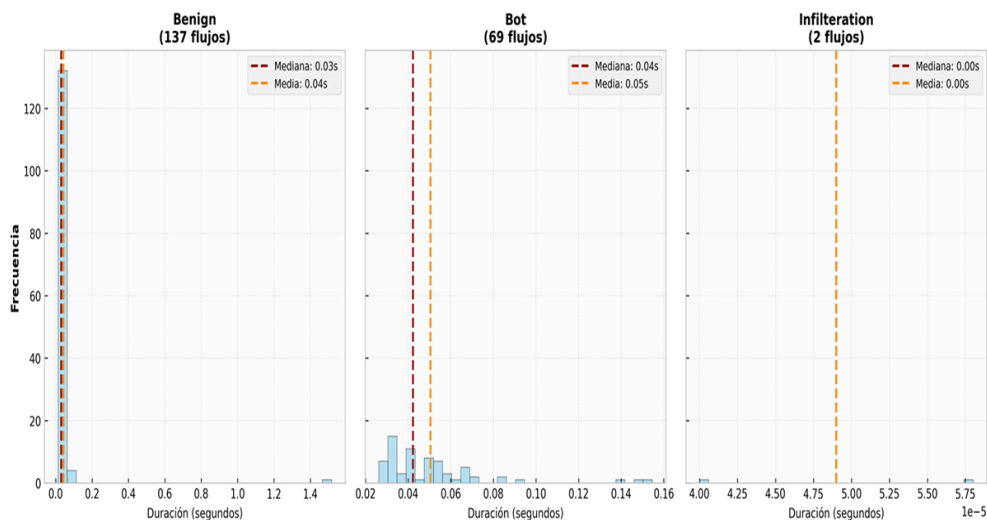 Benign
(137 flujos)
Mediana: 0.03s
Media: 0.04s
Frecuencia
0
20
40
60
80
100
120
0.0 0.2 0.4 0.6 0.8 1.0 1.2 1.4
Duración (segundos)
Bot
(69 flujos)
Mediana: 0.04s
Media: 0.05s
0.02 0.04 0.06 0.08 0.10 0.12 0.14 0.16
Duración (segundos)
Infilteration
(2 flujos)
Mediana: 0.00s
Media: 0.00s
4.00 4.25 4.50 4.75 5.00 5.25 5.50 5.75
1e-5
Duración (segundos)